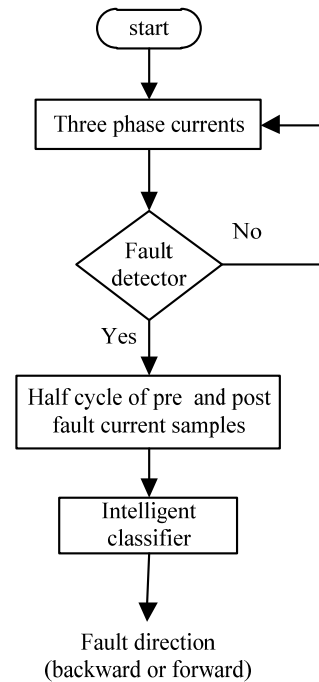 start
Three phase currents
Fault
detector
No
Yes
Half cycle of pre and post
fault current samples
Intelligent
classifier
Fault direction
(backward or forward)